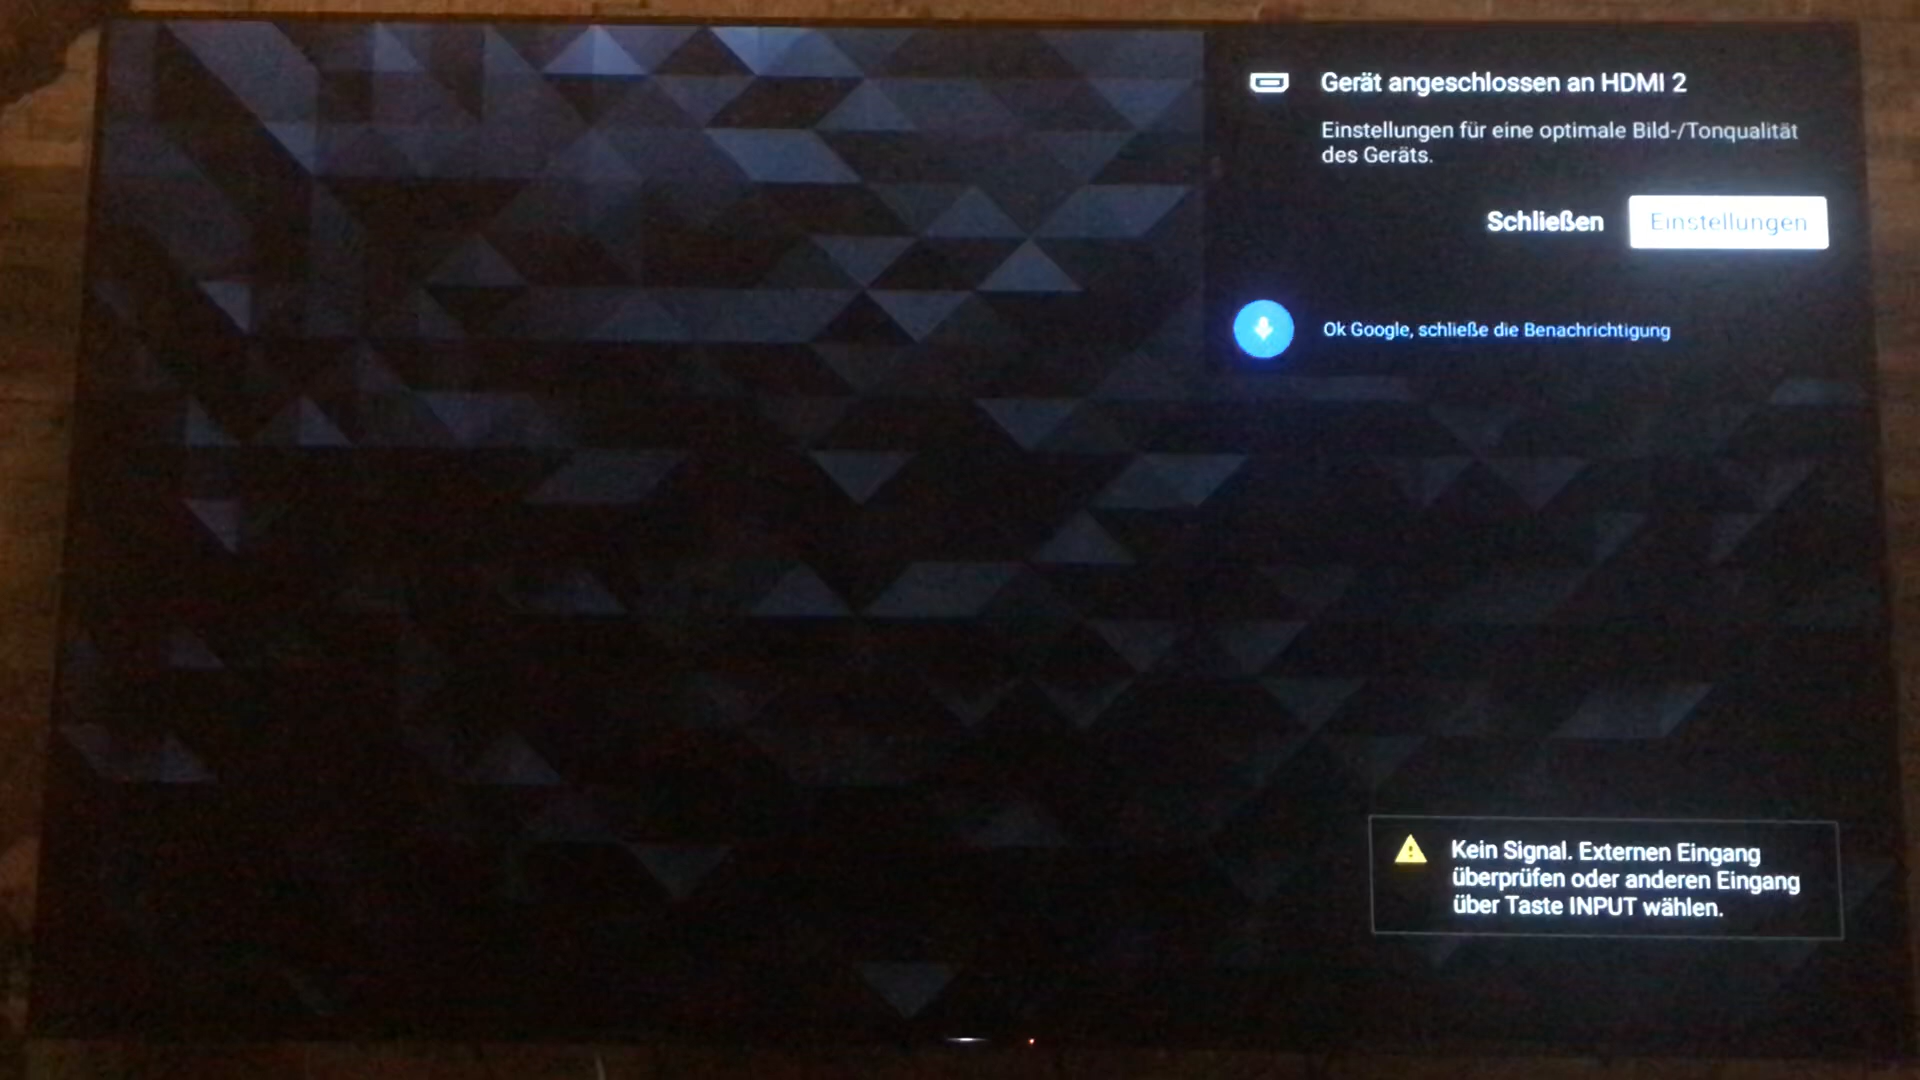 Gerät angeschlossen an HDMI 2
Einstellungen für eine optimale Bild-/Tonqualität
des Geräts.
Schließen
Einstellungen
Ok Google, schließe die Benachrichtigung
Kein Signal. Externen Eingang
überprüfen oder anderen Eingang
über Taste INPUT wählen.